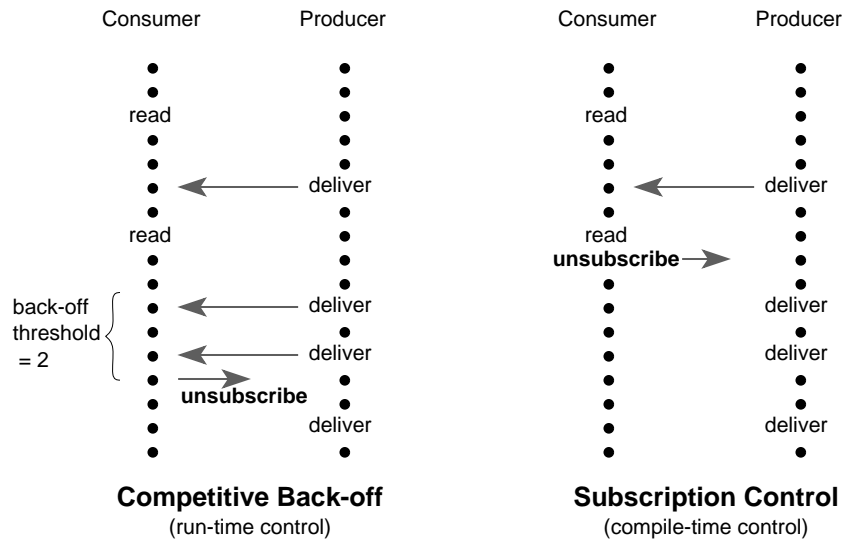 Consumer Producer
read
deliver
read
back-off
threshold
= 2
deliver
deliver
unsubscribe
deliver
Competitive Back-off
(run-time control)
Consumer Producer
read
deliver
read
unsubscribe
deliver
deliver
deliver
Subscription Control
(compile-time control)